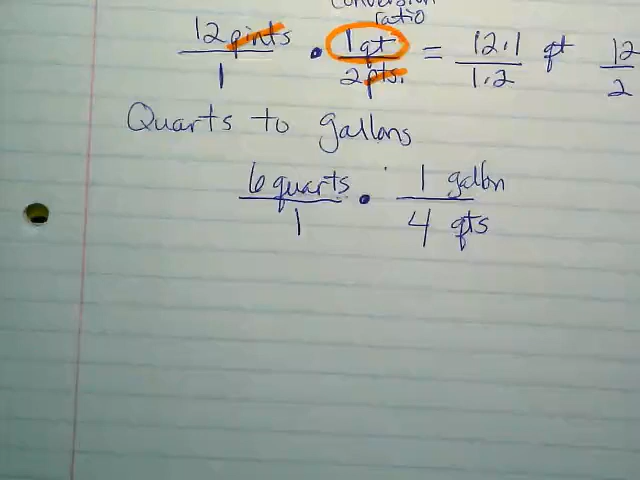 conversion
ratio
12 pints / 1 • 1 qt / 2 pts. = 12·1 / 1·2 qt 12 / 2
Quarts to gallons
6 quarts / 1 • 1 gallon / 4 qts